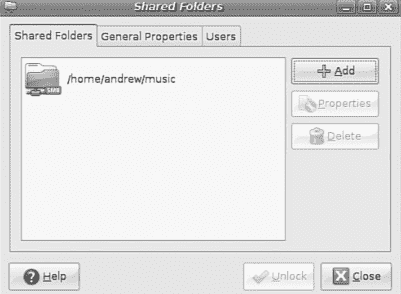 Shared Folders
Shared Folders General Properties Users
/home/andrew/music
SMB
Add
Properties
Delete
Help
Unlock
Close